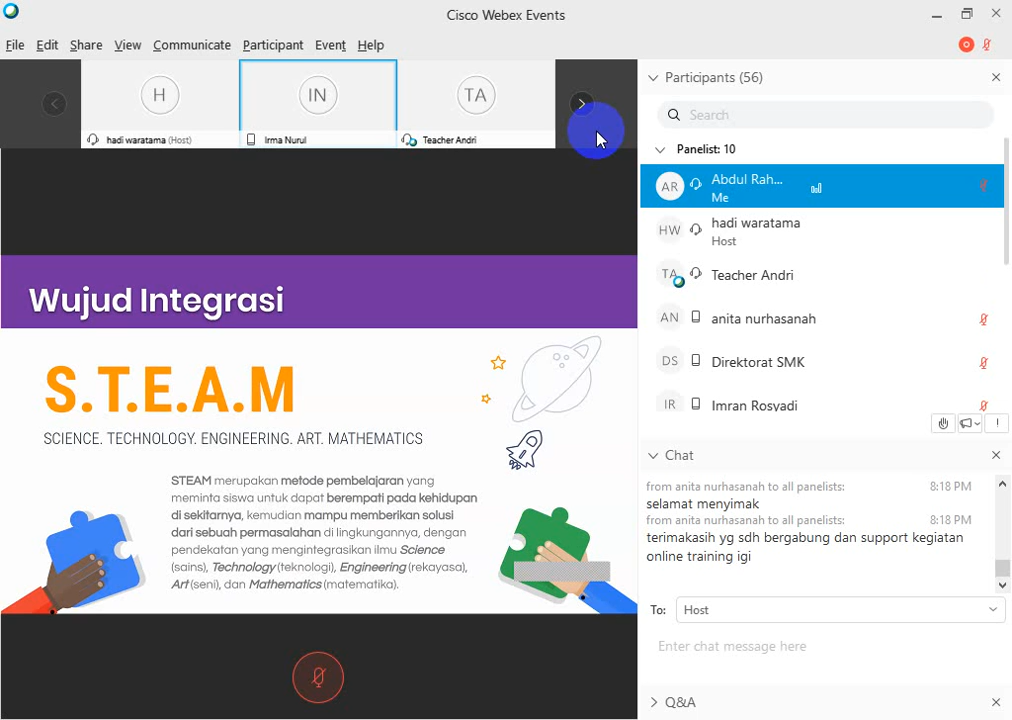 Cisco Webex Events
File Edit Share View Communicate Participant Event Help
H
IN
TA
hadi waratama (Host)
Irma Nurul
Teacher Andri
Wujud Integrasi
S.T.E.A.M
SCIENCE. TECHNOLOGY. ENGINEERING. ART. MATHEMATICS
STEAM merupakan metode pembelajaran yang
meminta siswa untuk dapat berempati pada kehidupan
di sekitarnya, kemudian mampu memberikan solusi
dari sebuah permasalahan di lingkungannya, dengan
pendekatan yang mengintegrasikan ilmu Science
(sains), Technology (teknologi), Engineering (rekayasa),
Art (seni), dan Mathematics (matematika).
Participants (56)
Search
Panelist: 10
AR
Abdul Rah...
Me
HW
hadi waratama
Host
TA
Teacher Andri
AN
anita nurhasanah
DS
Direktorat SMK
IR
Imran Rosyadi
Chat
from anita nurhasanah to all panelists: 8:18 PM
selamat menyimak
from anita nurhasanah to all panelists: 8:18 PM
terimakasih yg sdh bergabung dan support kegiatan
online training igi
To: Host
Enter chat message here
Q&A